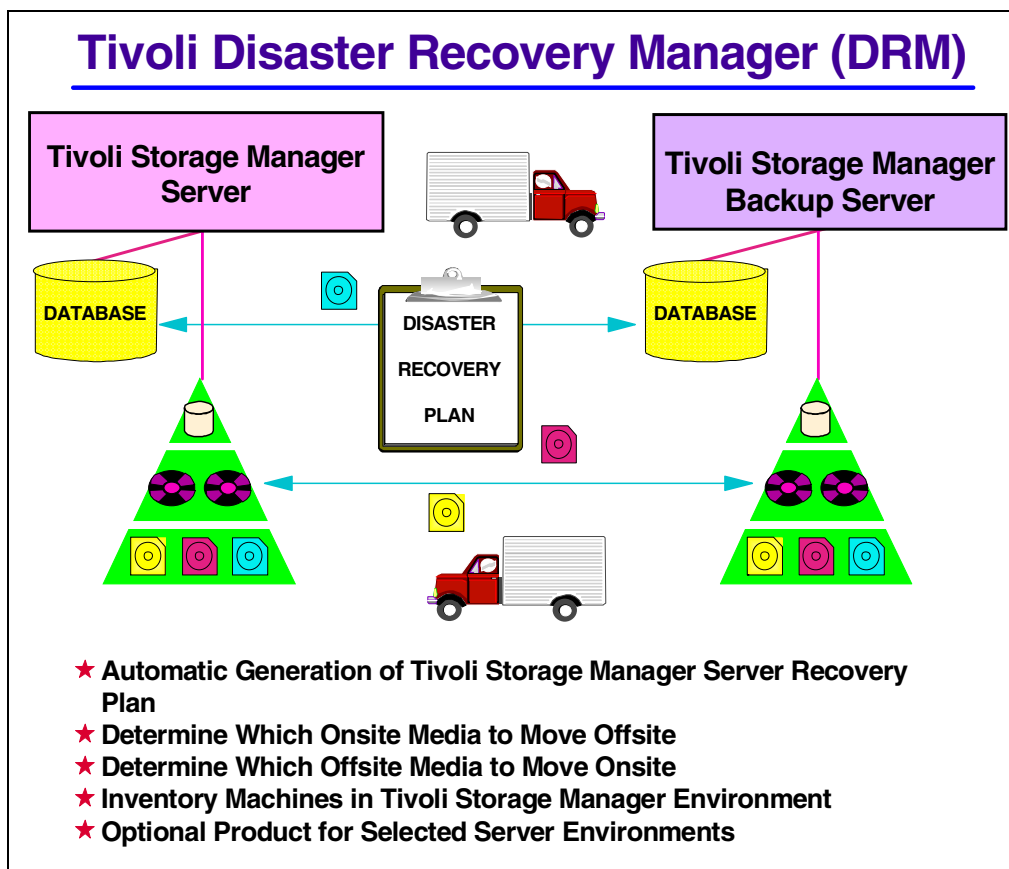 Tivoli Disaster Recovery Manager (DRM)
Tivoli Storage Manager
Server
Tivoli Storage Manager
Backup Server
DATABASE
DISASTER
RECOVERY
PLAN
DATABASE
Automatic Generation of Tivoli Storage Manager Server Recovery
Plan
Determine Which Onsite Media to Move Offsite
Determine Which Offsite Media to Move Onsite
Inventory Machines in Tivoli Storage Manager Environment
Optional Product for Selected Server Environments